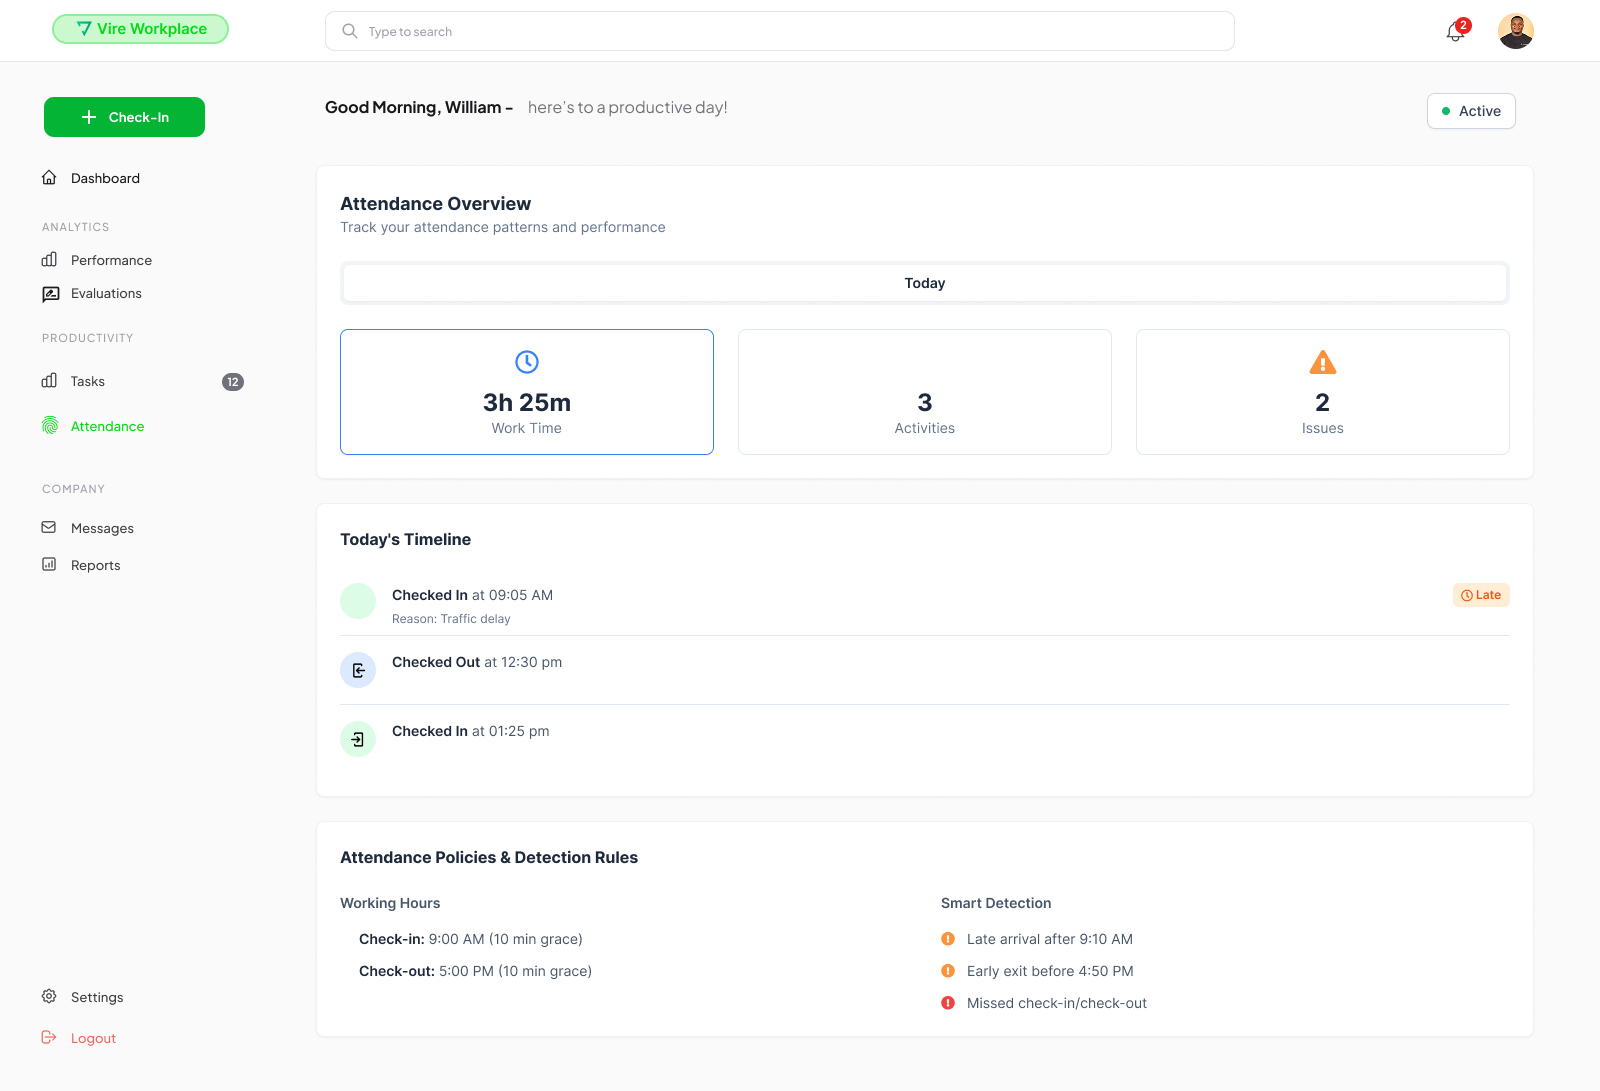 Vire Workplace
Type to search
2
Check-In
Good Morning, William - here's to a productive day!
Active
Dashboard
ANALYTICS
Performance
Evaluations
PRODUCTIVITY
Tasks
12
Attendance
COMPANY
Messages
Reports
Settings
Logout
Attendance Overview
Track your attendance patterns and performance
Today
3h 25m
Work Time
3
Activities
2
Issues
Today's Timeline
Checked In at 09:05 AM
Late
Reason: Traffic delay
Checked Out at 12:30 pm
Checked In at 01:25 pm
Attendance Policies & Detection Rules
Working Hours
Check-in: 9:00 AM (10 min grace)
Check-out: 5:00 PM (10 min grace)
Smart Detection
Late arrival after 9:10 AM
Early exit before 4:50 PM
Missed check-in/check-out